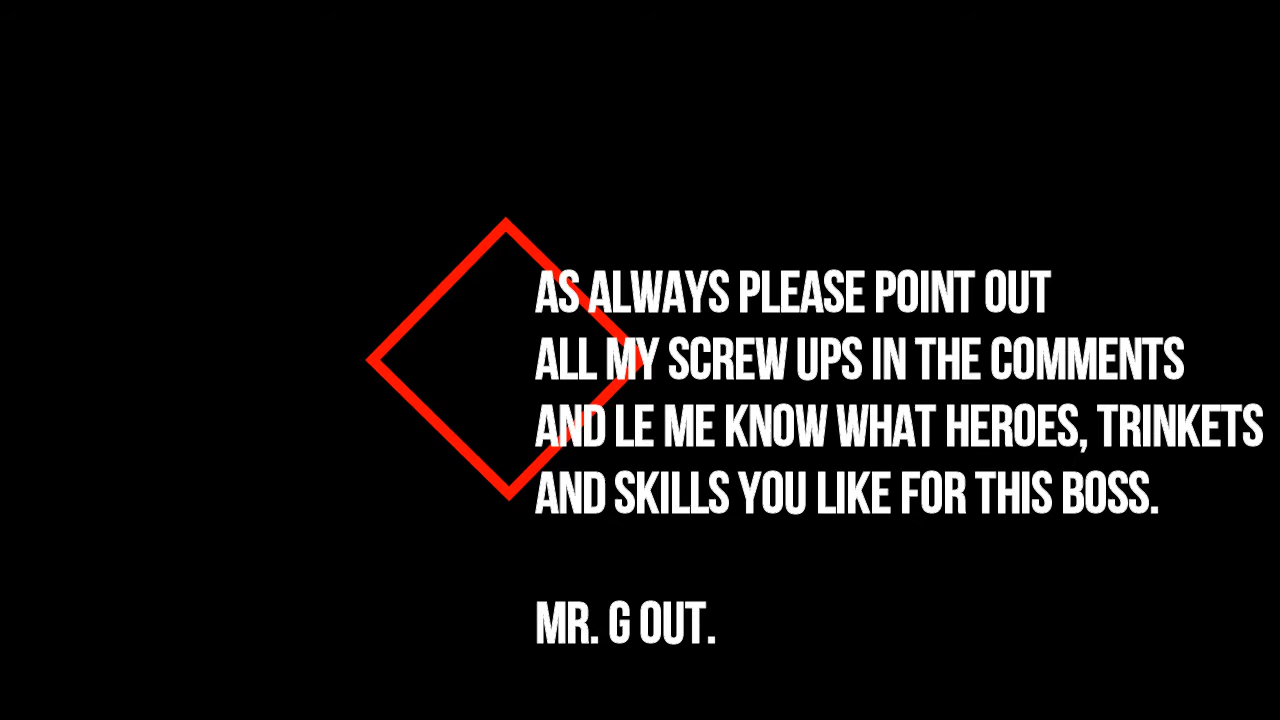 AS ALWAYS PLEASE POINT OUT
ALL MY SCREW UPS IN THE COMMENTS
AND LE ME KNOW WHAT HEROES, TRINKETS
AND SKILLS YOU LIKE FOR THIS BOSS.
MR. G OUT.